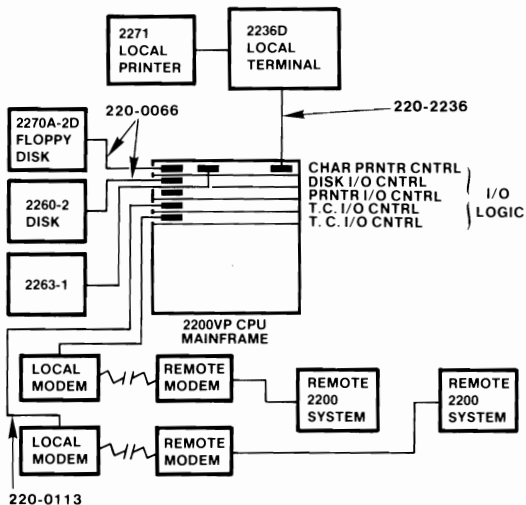 2271
LOCAL
PRINTER
2236D
LOCAL
TERMINAL
220-2236
2270A-2D
FLOPPY
DISK
220-0066
2260-2
DISK
2263-1
CHAR PRNTR CNTRL
DISK I/O CNTRL
PRNTR I/O CNTRL
T.C. I/O CNTRL
T. C. I/O CNTRL
I/O
LOGIC
2200VP CPU
MAINFRAME
LOCAL
MODEM
REMOTE
MODEM
REMOTE
2200
SYSTEM
REMOTE
2200
SYSTEM
LOCAL
MODEM
REMOTE
MODEM
220-0113